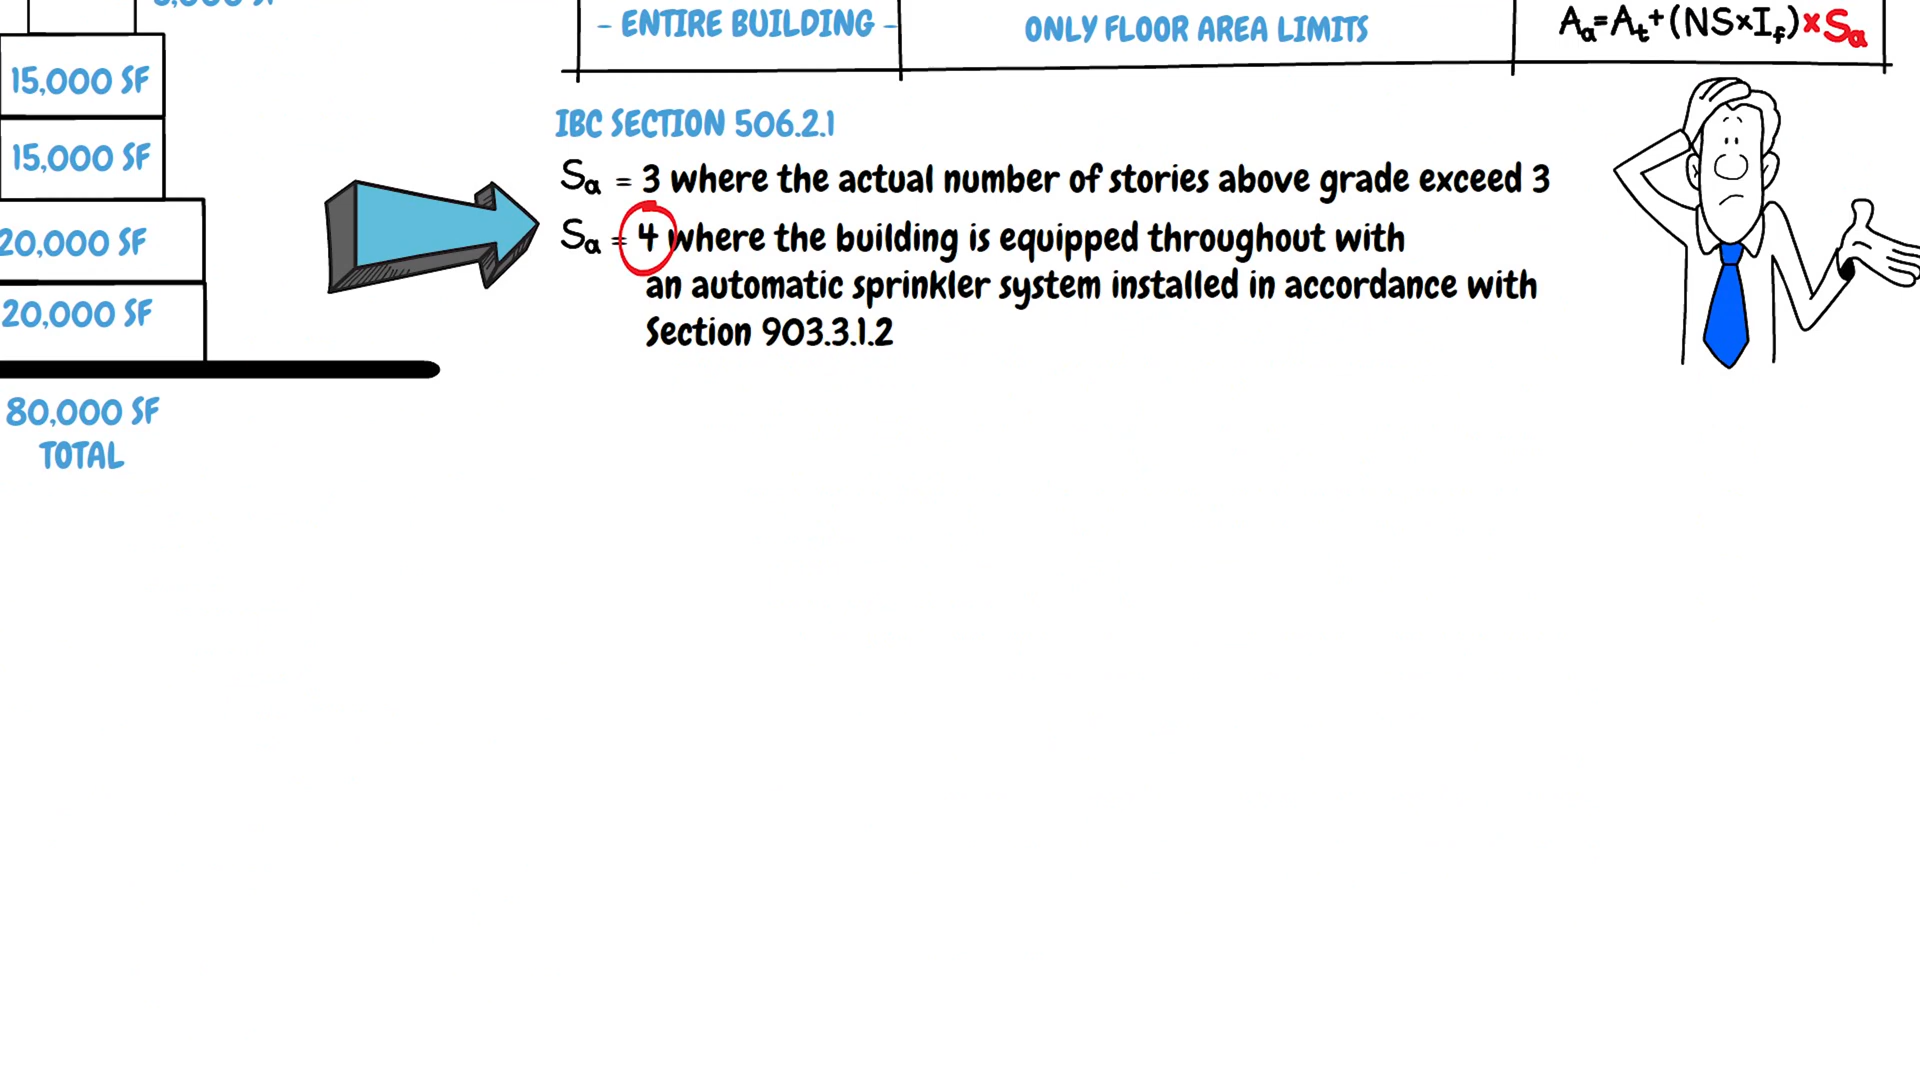 15,000 SF
15,000 SF
20,000 SF
20,000 SF
80,000 SF
TOTAL
- ENTIRE BUILDING -
ONLY FLOOR AREA LIMITS
Aa=At+(NS×If)×Sa
IBC SECTION 506.2.1
Sa = 3 where the actual number of stories above grade exceed 3
Sa = 4 where the building is equipped throughout with
an automatic sprinkler system installed in accordance with
Section 903.3.1.2